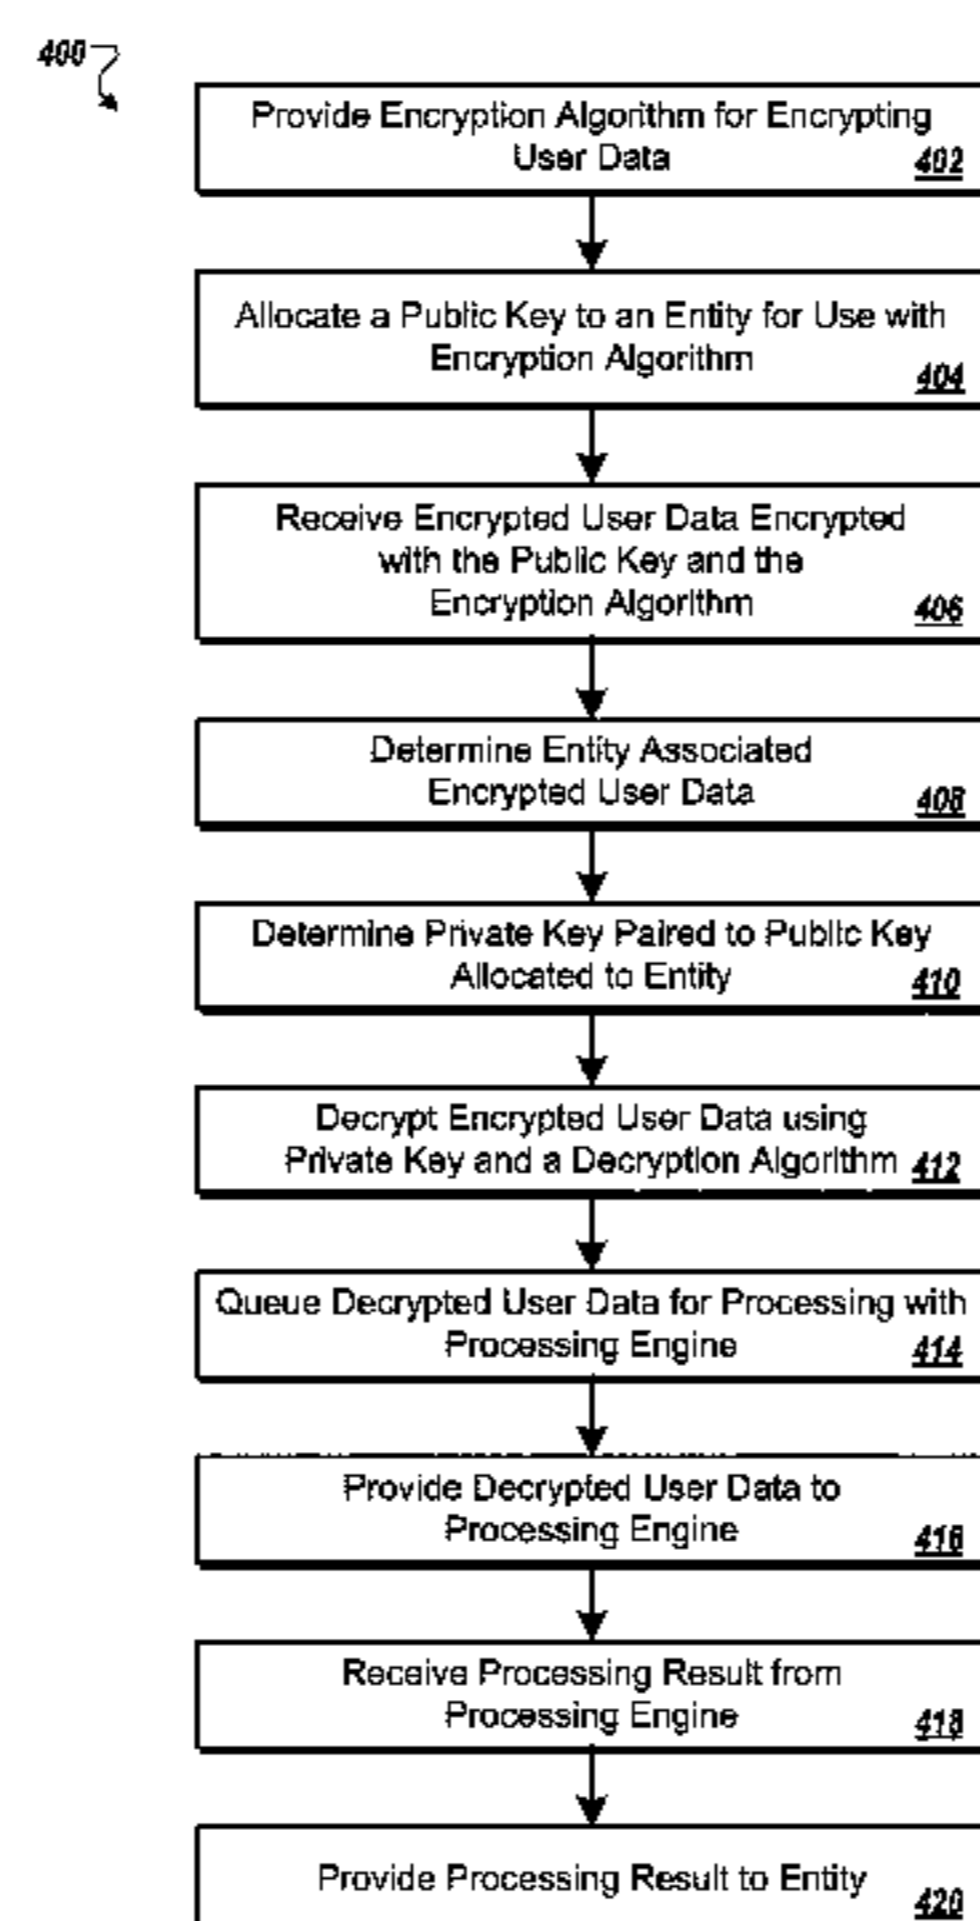 400
Provide Encryption Algorithm for Encrypting
User Data
402
Allocate a Public Key to an Entity for Use with
Encryption Algorithm
404
Receive Encrypted User Data Encrypted
with the Public Key and the
Encryption Algorithm
406
Determine Entity Associated
Encrypted User Data
408
Determine Private Key Paired to Public Key
Allocated to Entity
410
Decrypt Encrypted User Data using
Private Key and a Decryption Algorithm
412
Queue Decrypted User Data for Processing with
Processing Engine
414
Provide Decrypted User Data to
Processing Engine
416
Receive Processing Result from
Processing Engine
418
Provide Processing Result to Entity
420